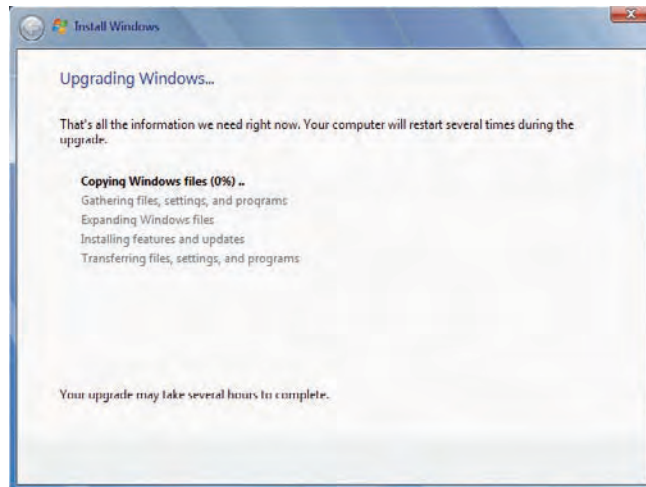 Install Windows
Upgrading Windows...
That's all the information we need right now. Your computer will restart several times during the
upgrade.
Copying Windows files (0%) ..
Gathering files, settings, and programs
Expanding Windows files
Installing features and updates
Transferring files, settings, and programs
Your upgrade may take several hours to complete.